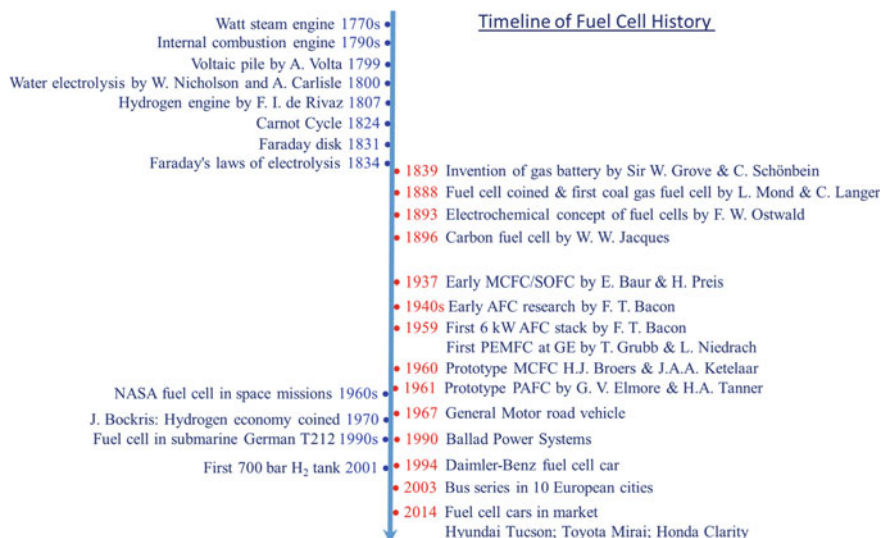 Timeline of Fuel Cell History
Watt steam engine 1770s
Internal combustion engine 1790s
Voltaic pile by A. Volta 1799
Water electrolysis by W. Nicholson and A. Carlisle 1800
Hydrogen engine by F. I. de Rivaz 1807
Carnot Cycle 1824
Faraday disk 1831
Faraday's laws of electrolysis 1834
1839 Invention of gas battery by Sir W. Grove & C. Schönbein
1888 Fuel cell coined & first coal gas fuel cell by L. Mond & C. Langer
1893 Electrochemical concept of fuel cells by F. W. Ostwald
1896 Carbon fuel cell by W. W. Jacques
1937 Early MCFC/SOFC by E. Baur & H. Preis
1940s Early AFC research by F. T. Bacon
1959 First 6 kW AFC stack by F. T. Bacon
First PEMFC at GE by T. Grubb & L. Niedrach
1960 Prototype MCFC H.J. Broers & J.A.A. Ketelaar
1961 Prototype PAFC by G. V. Elmore & H.A. Tanner
NASA fuel cell in space missions 1960s
1967 General Motor road vehicle
J. Bockris: Hydrogen economy coined 1970
Fuel cell in submarine German T212 1990s
1990 Ballad Power Systems
1994 Daimler-Benz fuel cell car
First 700 bar H₂ tank 2001
2003 Bus series in 10 European cities
2014 Fuel cell cars in market
Hyundai Tucson; Toyota Mirai; Honda Clarity